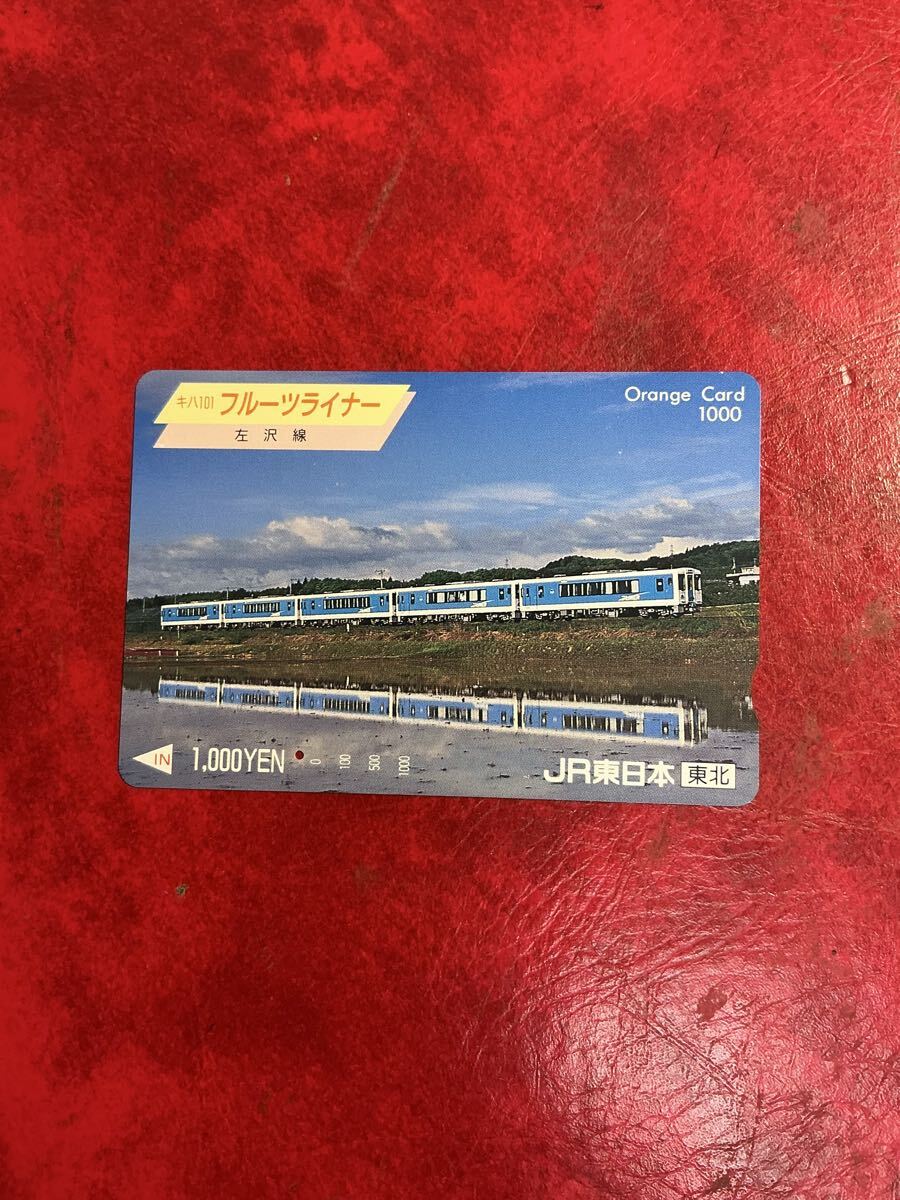 キハ101 フルーツライナー
左沢線
Orange Card
1000
IN 1,000YEN 0 100 500 1000
JR東日本 東北